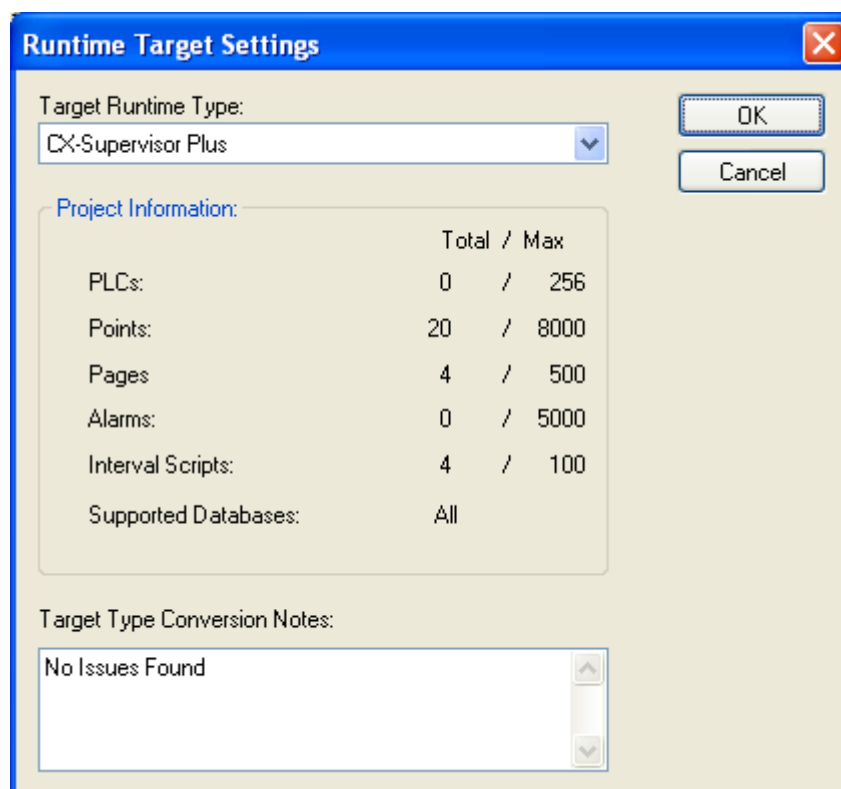 Runtime Target Settings
Target Runtime Type:
CX-Supervisor Plus
OK
Cancel
Project Information:
Total / Max
PLCs: 0 / 256
Points: 20 / 8000
Pages 4 / 500
Alarms: 0 / 5000
Interval Scripts: 4 / 100
Supported Databases: All
Target Type Conversion Notes:
No Issues Found